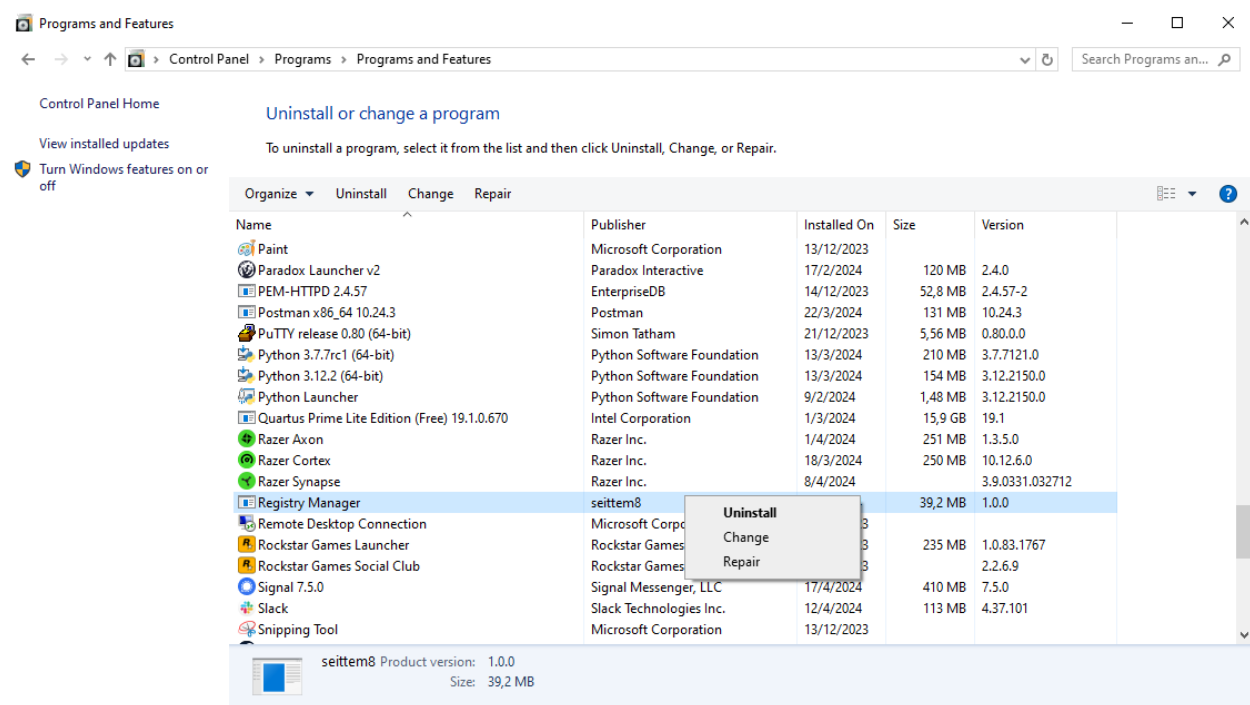 Programs and Features
Control Panel > Programs > Programs and Features
Search Programs an...
Control Panel Home
View installed updates
Turn Windows features on or
off
Uninstall or change a program
To uninstall a program, select it from the list and then click Uninstall, Change, or Repair.
Organize Uninstall Change Repair
Name Publisher Installed On Size Version
Paint Microsoft Corporation 13/12/2023
Paradox Launcher v2 Paradox Interactive 17/2/2024 120 MB 2.4.0
PEM-HTTPD 2.4.57 EnterpriseDB 14/12/2023 52,8 MB 2.4.57-2
Postman x86_64 10.24.3 Postman 22/3/2024 131 MB 10.24.3
PuTTY release 0.80 (64-bit) Simon Tatham 21/12/2023 5,56 MB 0.80.0.0
Python 3.7.7rc1 (64-bit) Python Software Foundation 13/3/2024 210 MB 3.7.7121.0
Python 3.12.2 (64-bit) Python Software Foundation 13/3/2024 154 MB 3.12.2150.0
Python Launcher Python Software Foundation 9/2/2024 1,48 MB 3.12.2150.0
Quartus Prime Lite Edition (Free) 19.1.0.670 Intel Corporation 1/3/2024 15,9 GB 19.1
Razer Axon Razer Inc. 1/4/2024 251 MB 1.3.5.0
Razer Cortex Razer Inc. 18/3/2024 250 MB 10.12.6.0
Razer Synapse Razer Inc. 8/4/2024 3.9.0331.032712
Registry Manager seittem8 39,2 MB 1.0.0
Uninstall
Change
Repair
Remote Desktop Connection Microsoft Corpo 3
Rockstar Games Launcher Rockstar Games 3 235 MB 1.0.83.1767
Rockstar Games Social Club Rockstar Games 3 2.2.6.9
Signal 7.5.0 Signal Messenger, LLC 17/4/2024 410 MB 7.5.0
Slack Slack Technologies Inc. 12/4/2024 113 MB 4.37.101
Snipping Tool Microsoft Corporation 13/12/2023
seittem8 Product version: 1.0.0
Size: 39,2 MB